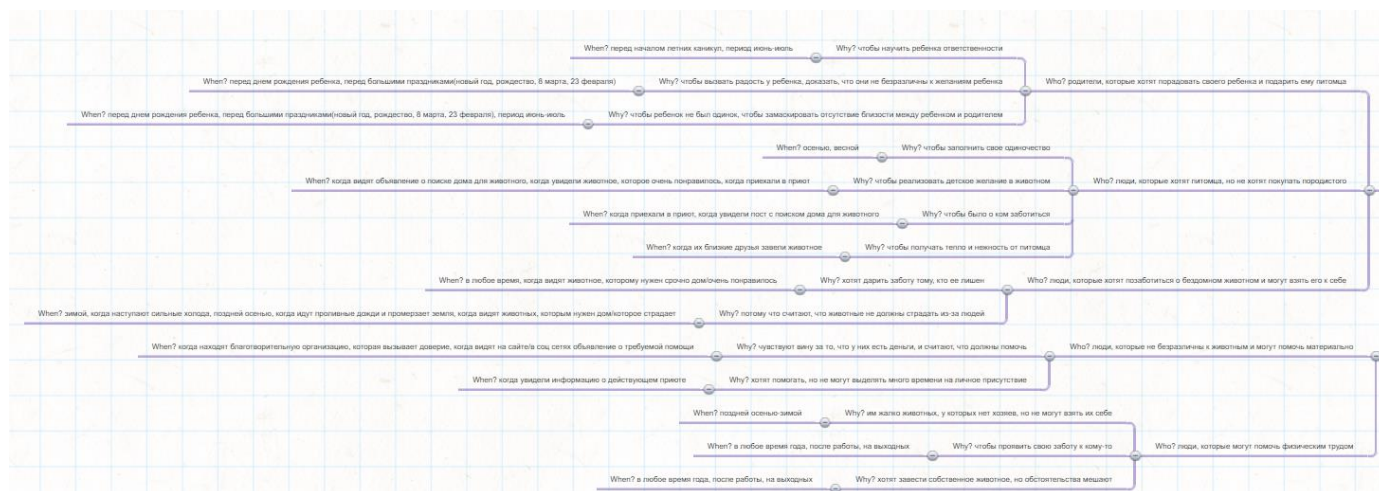 When? перед началом летних каникул, период июнь-июль Why? чтобы научить ребенка ответственности
When? перед днем рождения ребенка, перед большими праздниками(новый год, рождество, 8 марта, 23 февраля) Why? чтобы вызвать радость у ребенка, доказать, что они не безразличны к желаниям ребенка Who? родители, которые хотят порадовать своего ребенка и подарить ему питомца
When? перед днем рождения ребенка, перед большими праздниками(новый год, рождество, 8 марта, 23 февраля), период июнь-июль Why? чтобы ребенок не был одинок, чтобы замаскировать отсутствие близости между ребенком и родителем
When? осенью, весной Why? чтобы заполнить свое одиночество
When? когда видят объявление о поиске дома для животного, когда увидели животное, которое очень понравилось, когда приехали в приют Why? чтобы реализовать детское желание в животном Who? люди, которые хотят питомца, но не хотят покупать породистого
When? когда приехали в приют, когда увидели пост с поиском дома для животного Why? чтобы было о ком заботиться
When? когда их близкие друзья завели животное Why? чтобы получать тепло и нежность от питомца
When? в любое время, когда видят животное, которому нужен срочно дом/очень понравилось Why? хотят дарить заботу тому, кто ее лишен Who? люди, которые хотят позаботиться о бездомном животном и могут взять его к себе
When? зимой, когда наступают сильные холода, поздней осенью, когда идут проливные дожди и промерзает земля, когда видят животных, которым нужен дом/которое страдает Why? потому что считают, что животные не должны страдать из-за людей
When? когда находят благотворительную организацию, которая вызывает доверие, когда видят на сайте/в соц сетях объявление о требуемой помощи Why? чувствуют вину за то, что у них есть деньги, и считают, что должны помочь Who? люди, которые не безразличны к животным и могут помочь материально
When? когда увидели информацию о действующем приюте Why? хотят помогать, но не могут выделять много времени на личное присутствие
When? поздней осенью-зимой Why? им жалко животных, у которых нет хозяев, но не могут взять их себе
When? в любое время года, после работы, на выходных Why? чтобы проявить свою заботу к кому-то Who? люди, которые могут помочь физическим трудом
When? в любое время года, после работы, на выходных Why? хотят завести собственное животное, но обстоятельства мешают